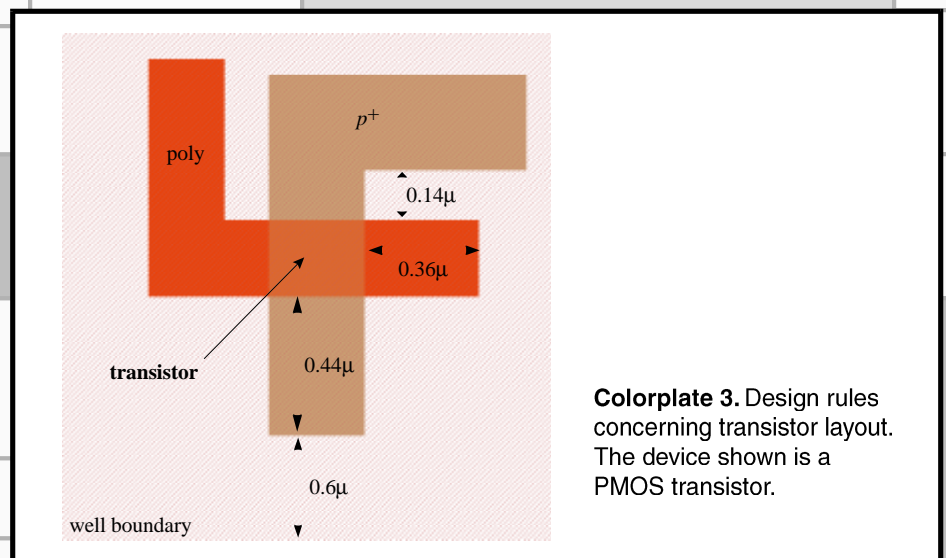 p+
poly
0.14μ
0.36μ
0.44μ
transistor
0.6μ
well boundary
Colorplate 3. Design rules
concerning transistor layout.
The device shown is a
PMOS transistor.